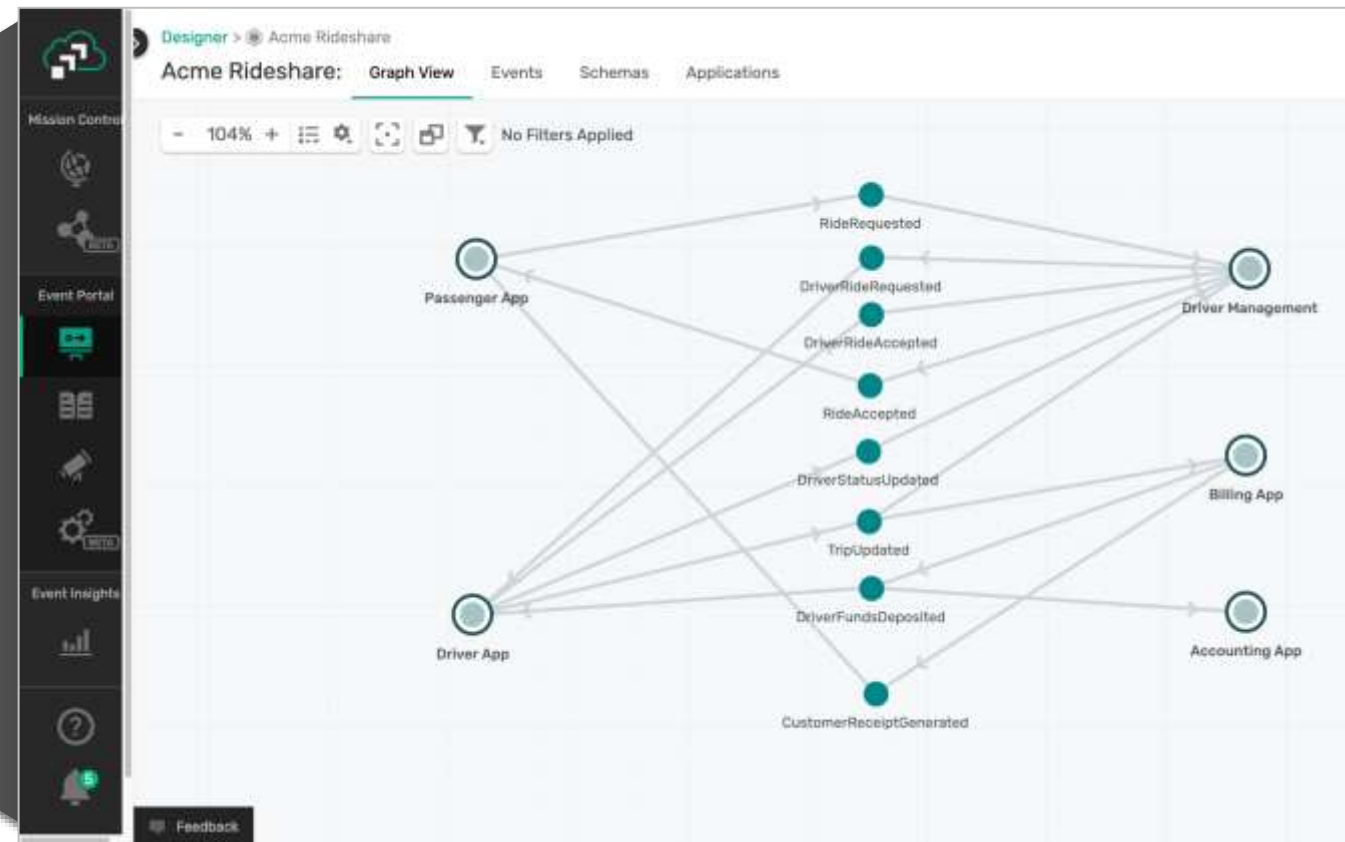 Designer > Acme Rideshare
Acme Rideshare: Graph View Events Schemas Applications
Mission Control
- 104% + No Filters Applied
BETA
RideRequested
DriverRideRequested
Passenger App
Event Portal
Driver Management
DriverRideAccepted
RideAccepted
DriverStatusUpdated
Billing App
BETA
TripUpdated
Event Insights
DriverFundsDeposited
Driver App
Accounting App
CustomerReceiptGenerated
?
5
Feedback